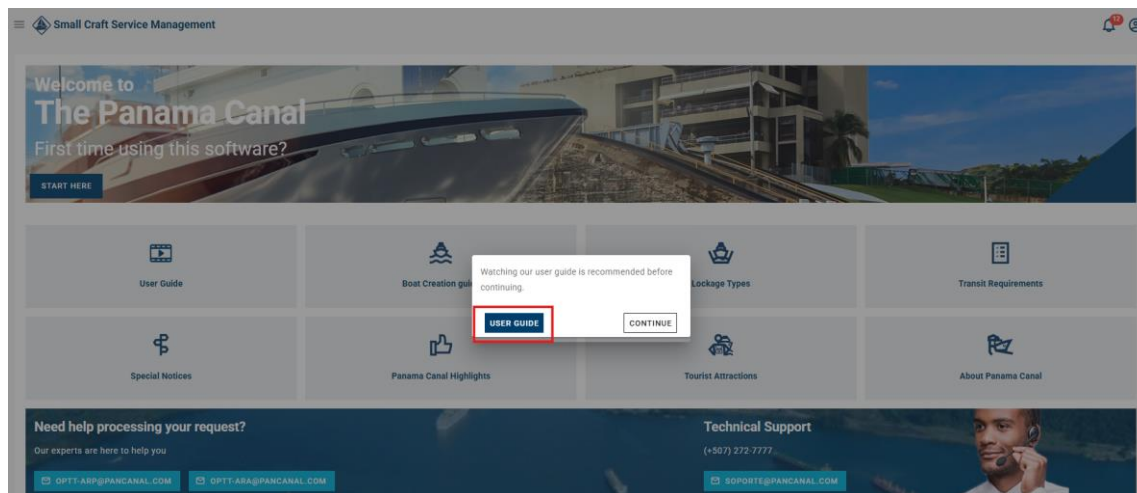 Small Craft Service Management
12
Welcome to
The Panama Canal
First time using this software?
START HERE
User Guide
Boat Creation gui
Lockage Types
Transit Requirements
Watching our user guide is recommended before
continuing.
USER GUIDE
CONTINUE
Special Notices
Panama Canal Highlights
Tourist Attractions
About Panama Canal
Need help processing your request?
Our experts are here to help you
OPTT-ARP@PANCANAL.COM
OPTT-ARA@PANCANAL.COM
Technical Support
(+507) 272-7777
SOPORTE@PANCANAL.COM